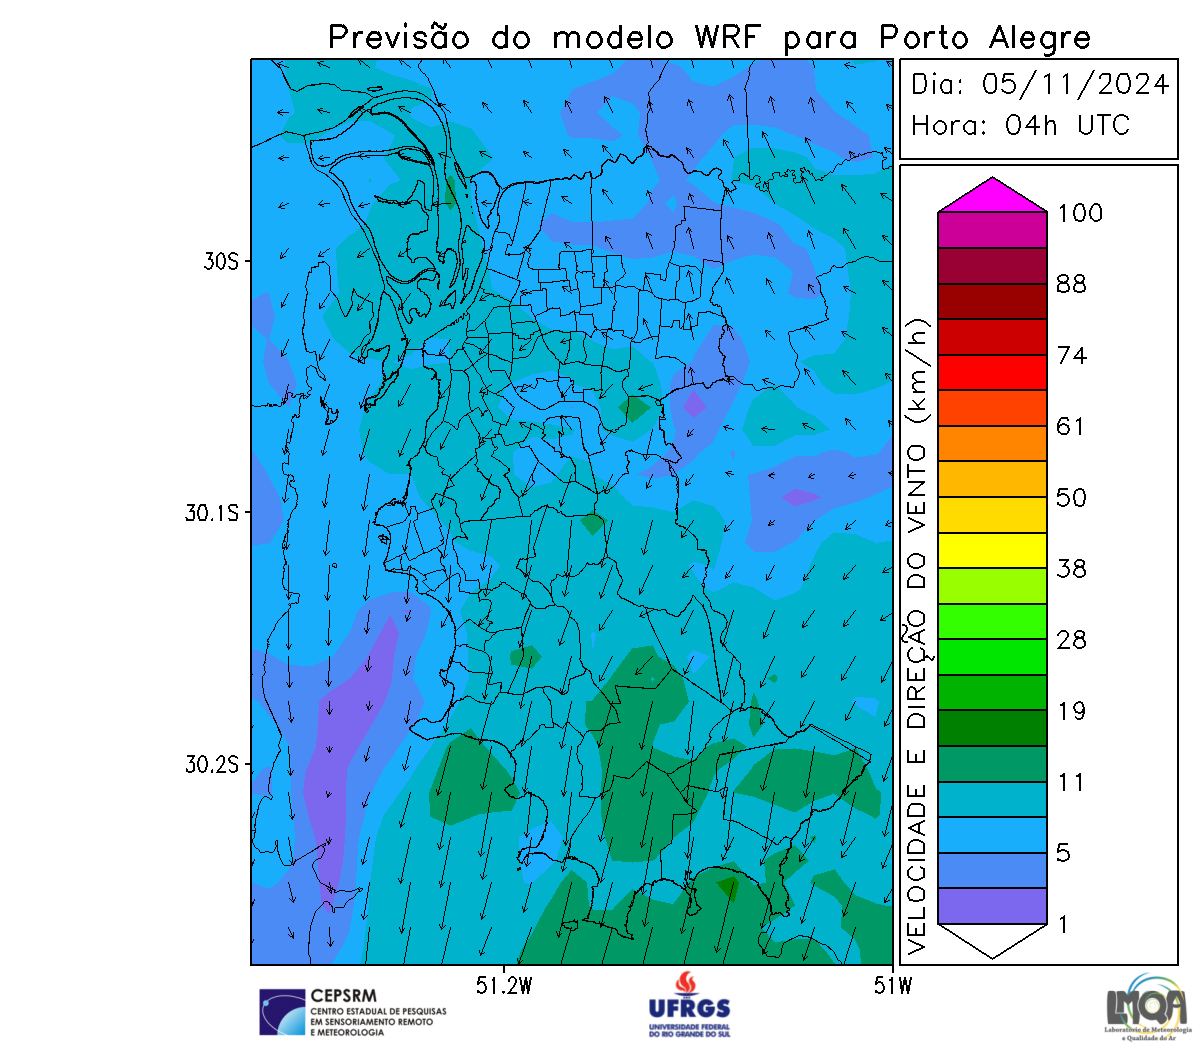 Previsão do modelo WRF para Porto Alegre
Dia: 05/11/2024
Hora: 04h UTC
30S
30.1S
30.2S
51.2W
51W
VELOCIDADE E DIREÇÃO DO VENTO (km/h)
100
88
74
61
50
38
28
19
11
5
1
CEPSRM
CENTRO ESTADUAL DE PESQUISAS
EM SENSORIAMENTO REMOTO
E METEOROLOGIA
UFRGS
UNIVERSIDADE FEDERAL
DO RIO GRANDE DO SUL
LMQA
Laboratório de Meteorologia
e Qualidade do Ar